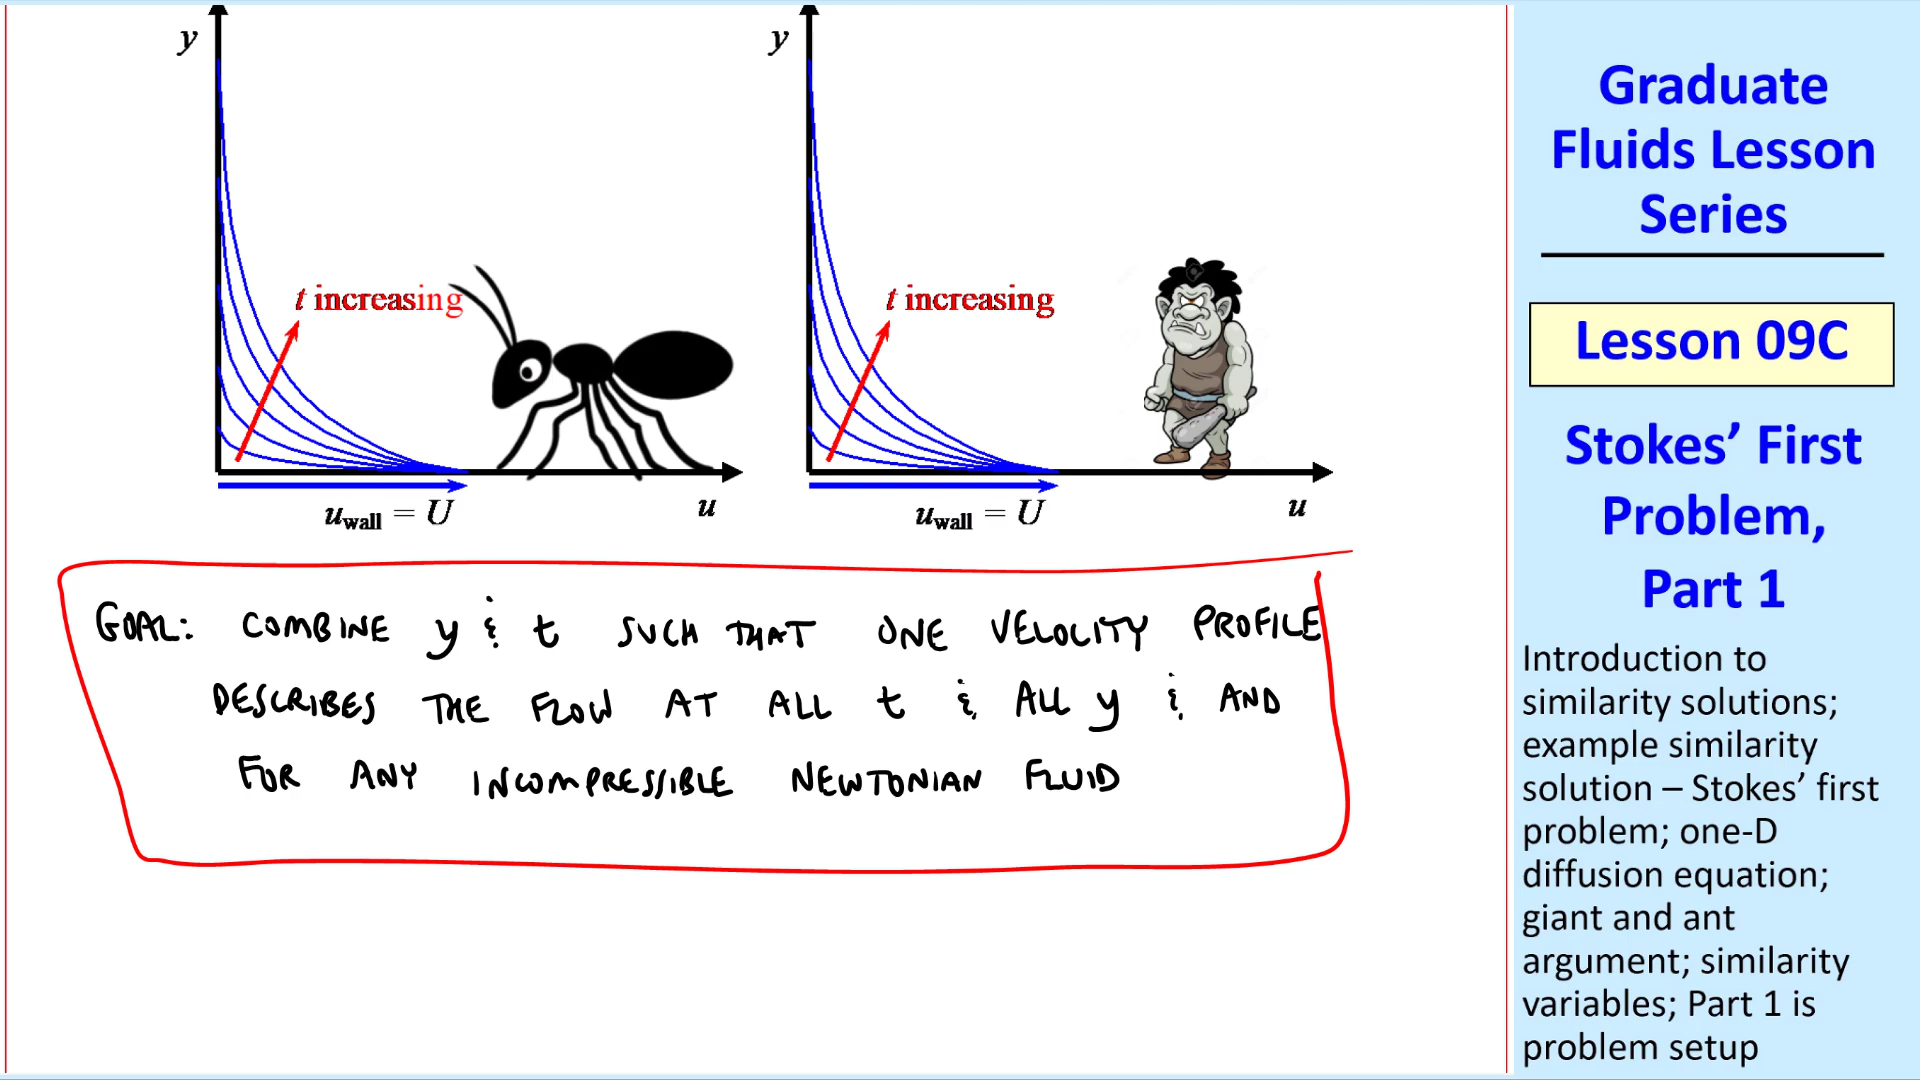 y
t increasing
u_wall = U
u
y
t increasing
u_wall = U
u
GOAL: COMBINE y & t SUCH THAT ONE VELOCITY PROFILE
DESCRIBES THE FLOW AT ALL t & ALL y & AND
FOR ANY INCOMPRESSIBLE NEWTONIAN FLUID
Graduate
Fluids Lesson
Series
Lesson 09C
Stokes’ First
Problem,
Part 1
Introduction to
similarity solutions;
example similarity
solution – Stokes’ first
problem; one-D
diffusion equation;
giant and ant
argument; similarity
variables; Part 1 is
problem setup